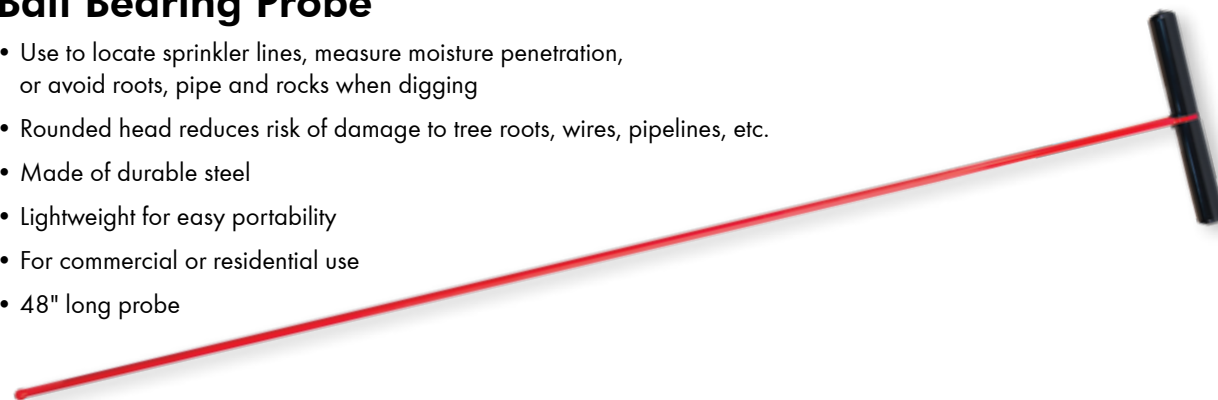 Ball Bearing Probe
• Use to locate sprinkler lines, measure moisture penetration,
or avoid roots, pipe and rocks when digging
• Rounded head reduces risk of damage to tree roots, wires, pipelines, etc.
• Made of durable steel
• Lightweight for easy portability
• For commercial or residential use
• 48" long probe